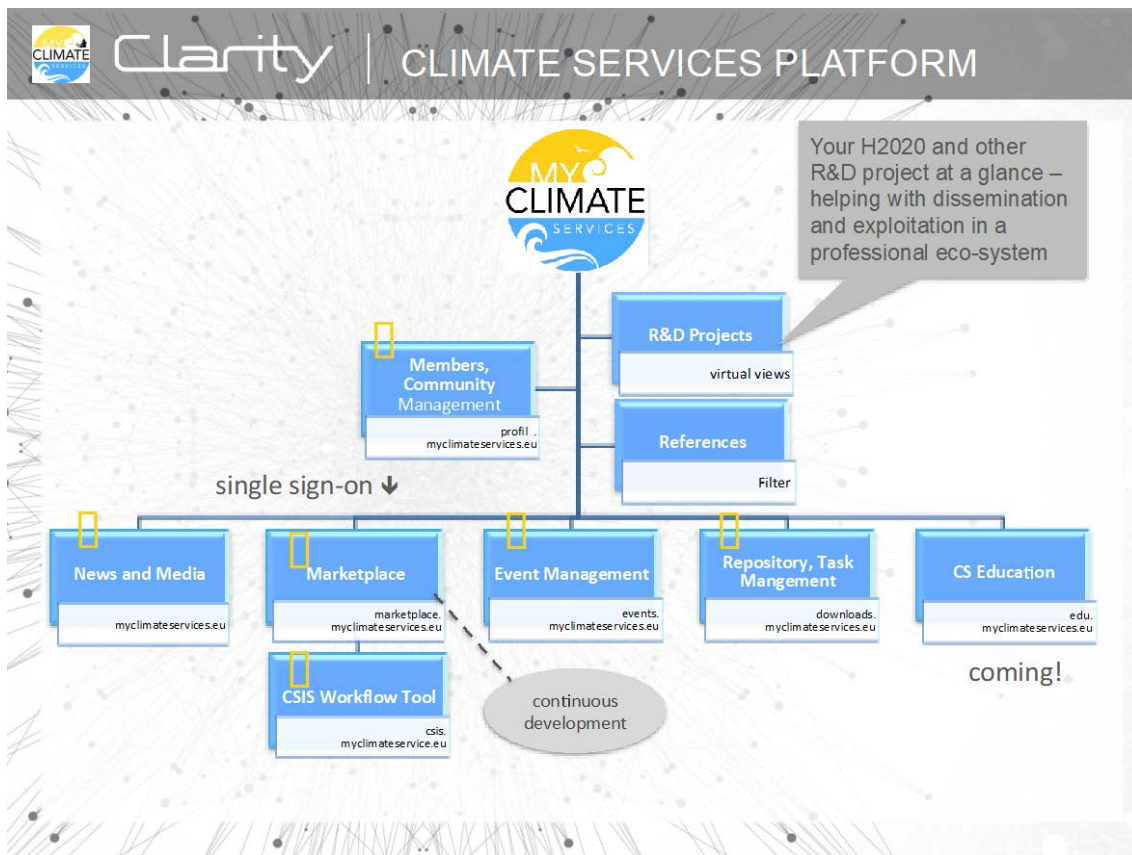 MY
CLIMATE
SERVICES
Clarity
CLIMATE SERVICES PLATFORM
MY
CLIMATE
SERVICES
Your H2020 and other
R&D project at a glance –
helping with dissemination
and exploitation in a
professional eco-system
R&D Projects
virtual views
Members,
Community
Management
profil .
myclimateservices.eu
References
Filter
single sign-on ↓
News and Media
myclimateservices.eu
Marketplace
marketplace.
myclimateservices.eu
Event Management
events.
myclimateservices.eu
Repository, Task
Mangement
downloads.
myclimateservices.eu
CS Education
edu.
myclimateservices.eu
coming!
CSIS Workflow Tool
csis.
myclimateservice.eu
continuous
development